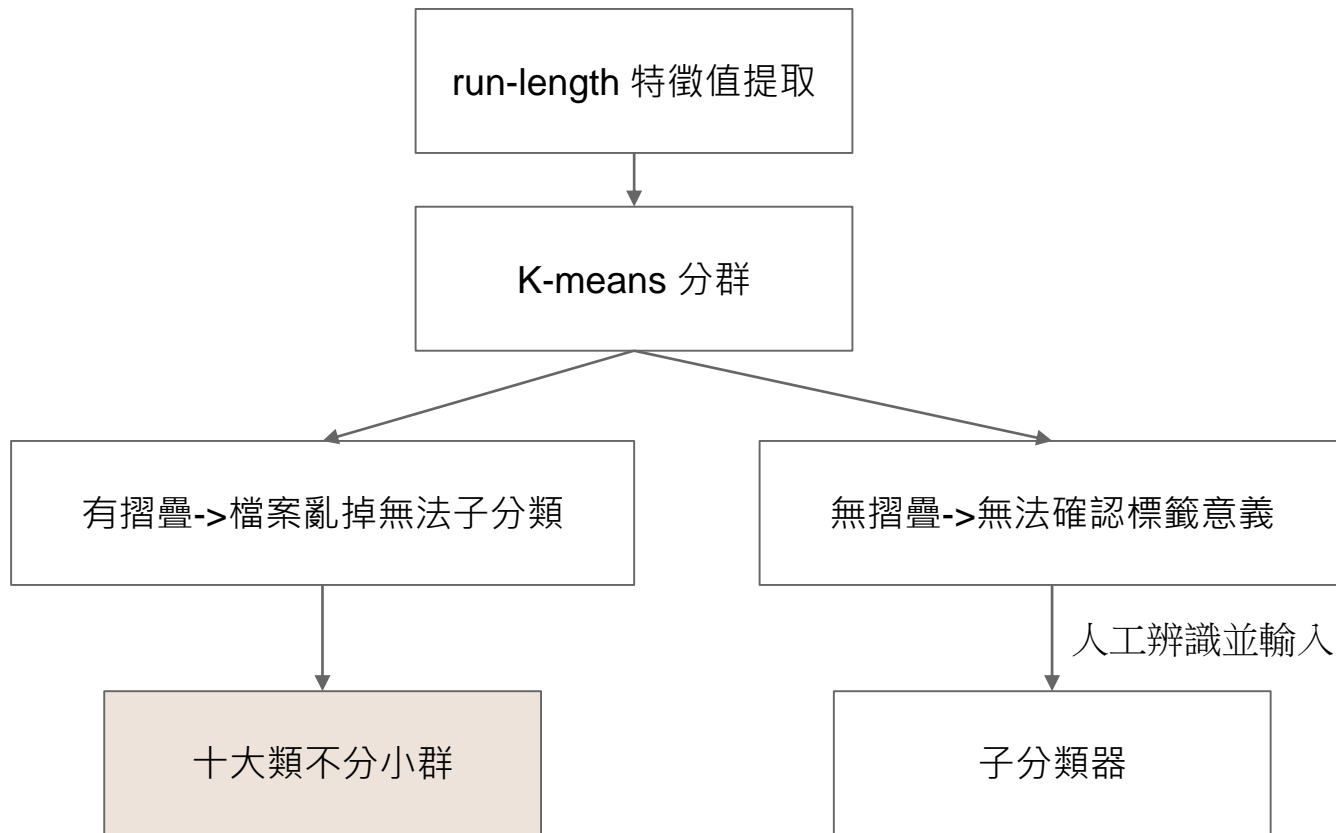 run-length 特徵值提取
K-means 分群
有摺疊->檔案亂掉無法子分類
無摺疊->無法確認標籤意義
人工辨識並輸入
十大類不分小群
子分類器